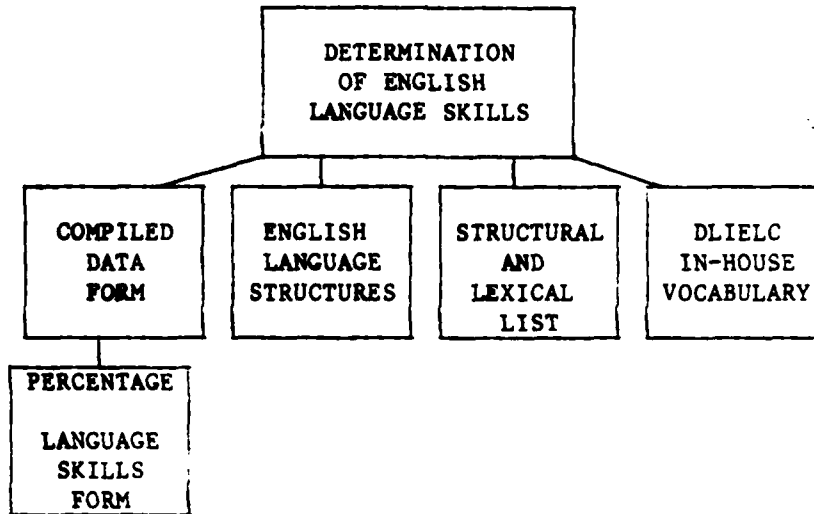 DETERMINATION
OF ENGLISH
LANGUAGE SKILLS
COMPILED
DATA
FORM
ENGLISH
LANGUAGE
STRUCTURES
STRUCTURAL
AND
LEXICAL
LIST
DLIELC
IN-HOUSE
VOCABULARY
PERCENTAGE
LANGUAGE
SKILLS
FORM